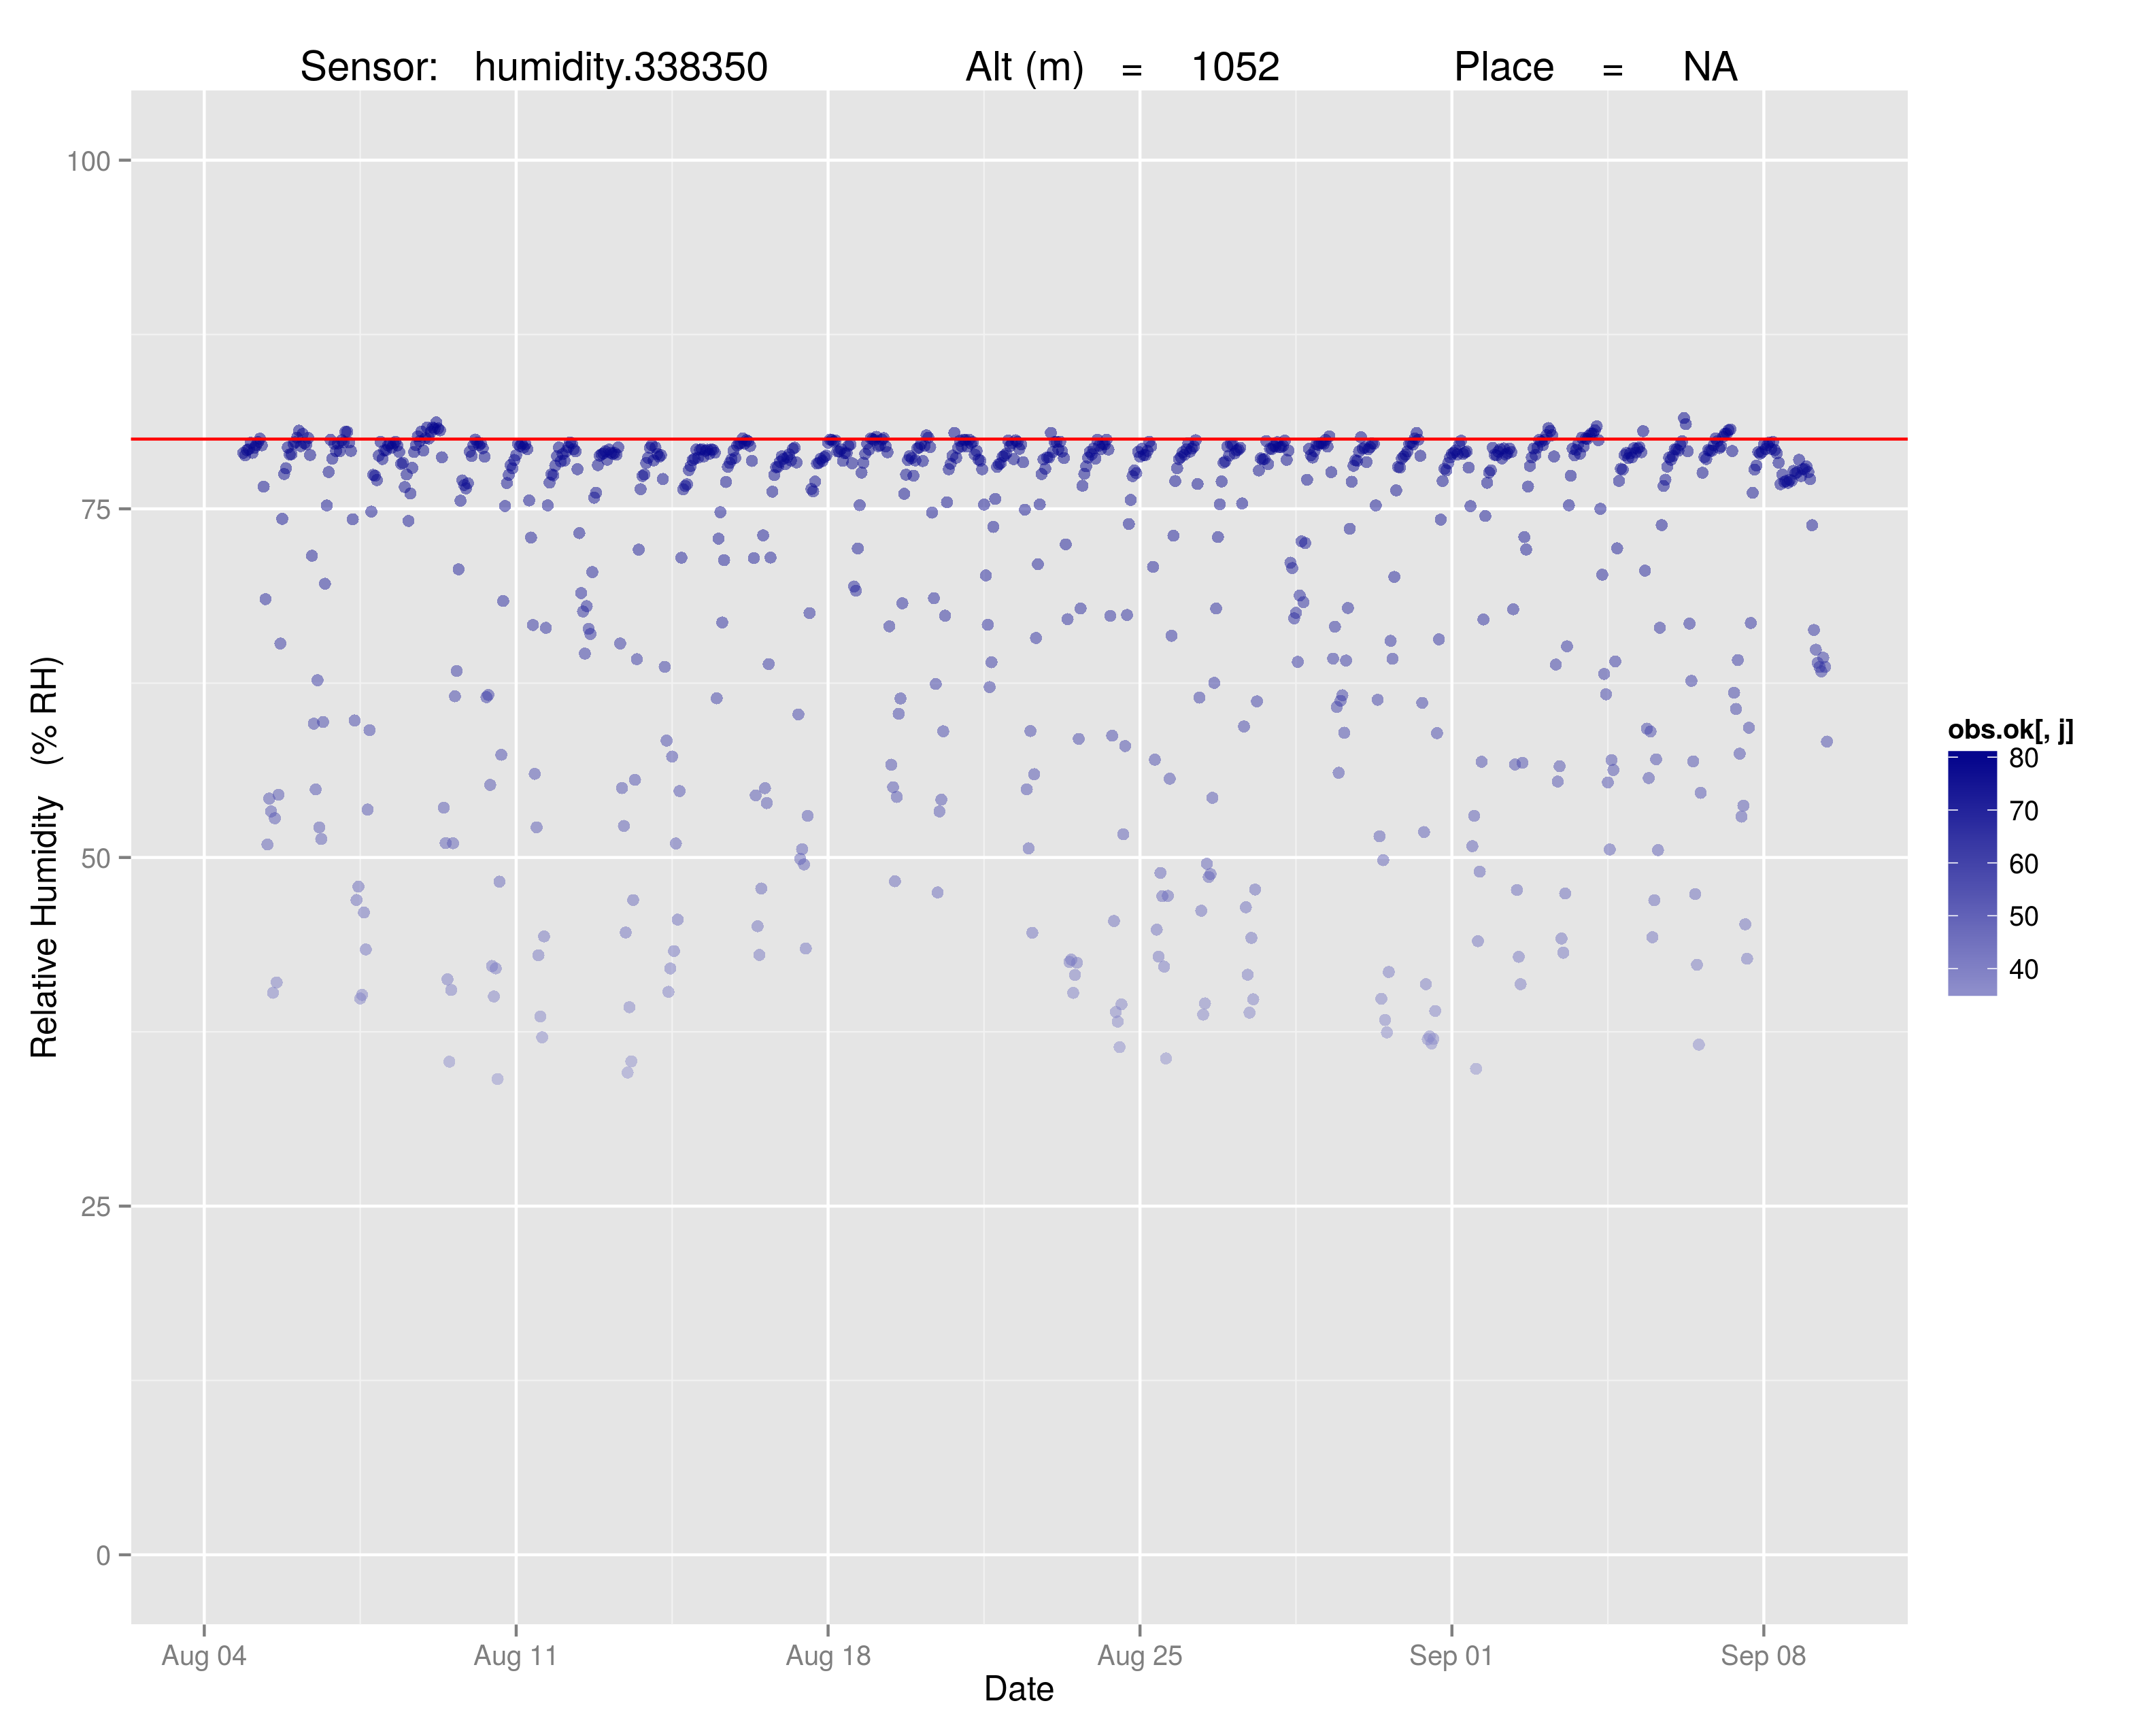 Sensor: humidity.338350 Alt (m) = 1052 Place = NA
100
75
50
25
0
Relative Humidity (% RH)
Aug 04 Aug 11 Aug 18 Aug 25 Sep 01 Sep 08
Date
obs.ok[, j]
80
70
60
50
40